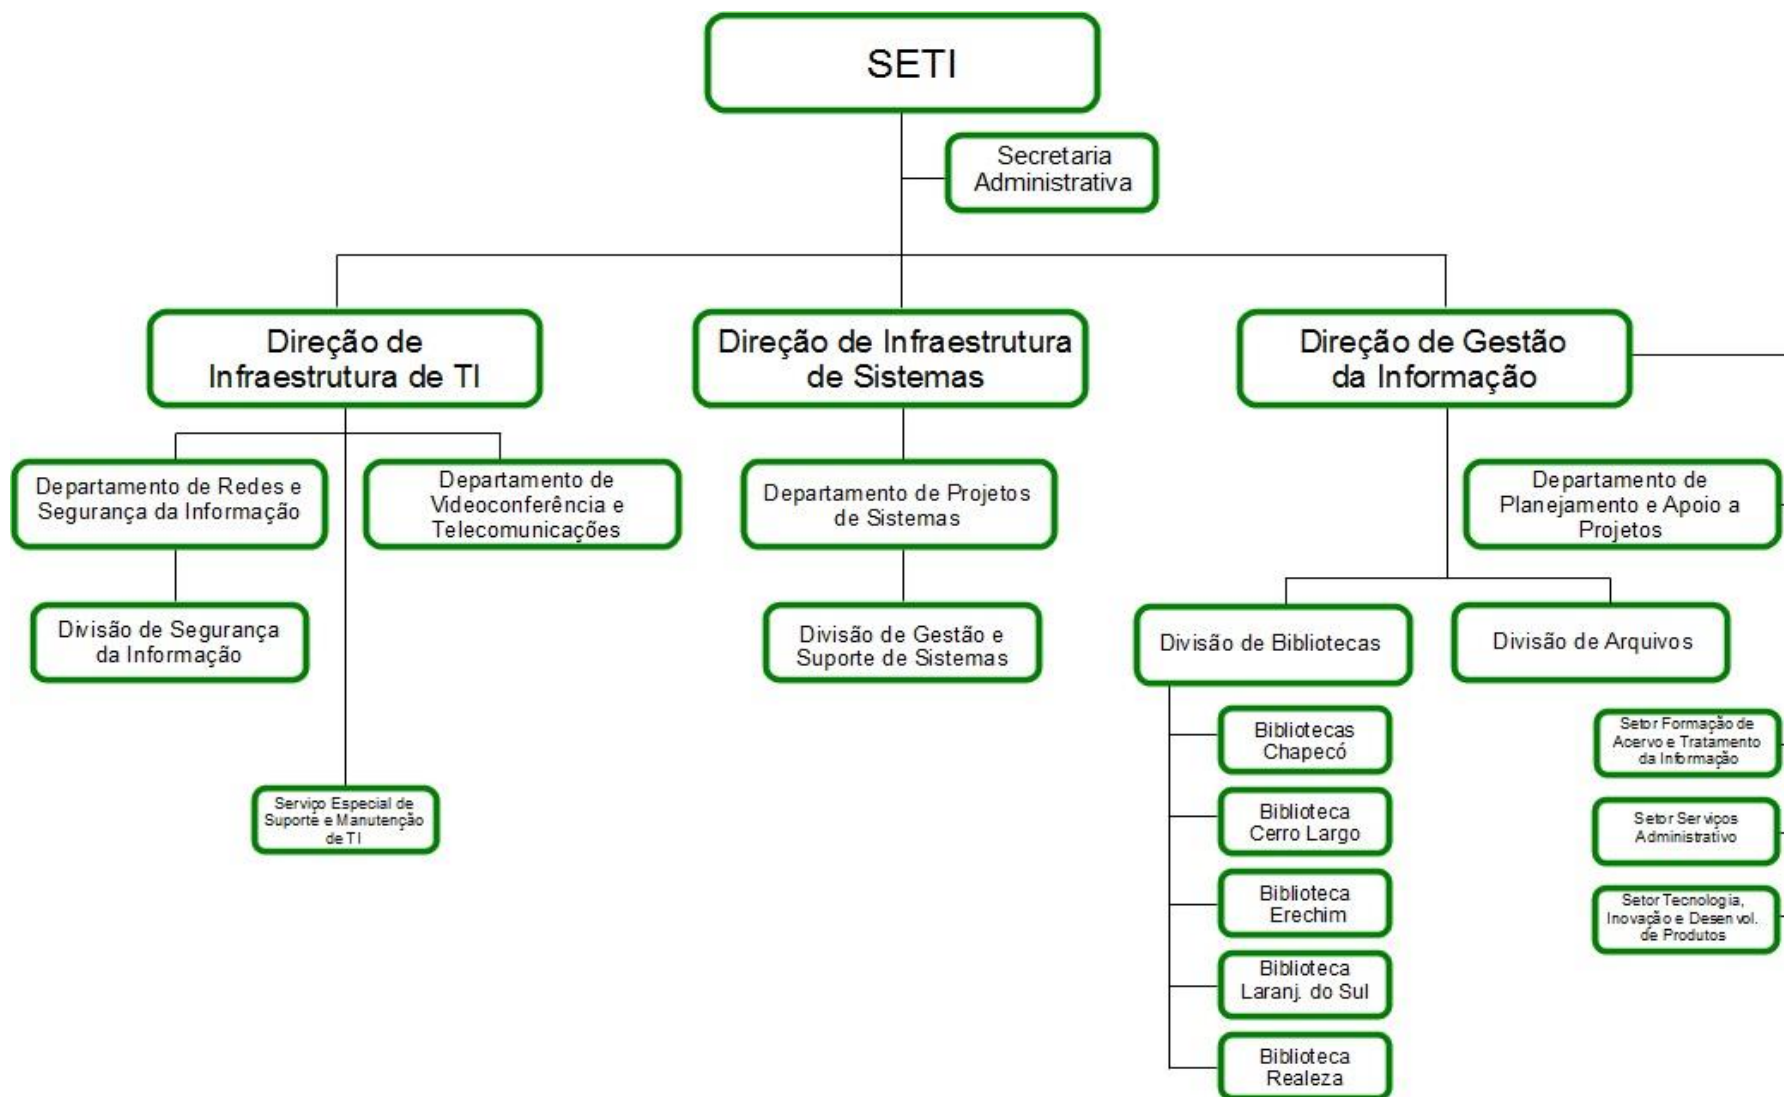 SETI
Secretaria
Administrativa
Direção de
Infraestrutura de TI
Direção de Infraestrutura
de Sistemas
Direção de Gestão
da Informação
Departamento de Redes e
Segurança da Informação
Departamento de
Videoconferência e
Telecomunicações
Departamento de Projetos
de Sistemas
Departamento de
Planejamento e Apoio a
Projetos
Divisão de Segurança
da Informação
Divisão de Gestão e
Suporte de Sistemas
Divisão de Bibliotecas
Divisão de Arquivos
Serviço Especial de
Suporte e Manutenção
de TI
Bibliotecas
Chapecó
Biblioteca
Cerro Largo
Biblioteca
Erechim
Biblioteca
Laranj. do Sul
Biblioteca
Realeza
Setor Formação de
Acervo e Tratamento
da Informação
Setor Serviços
Administrativo
Setor Tecnologia,
Inovação e Desenvol.
de Produtos